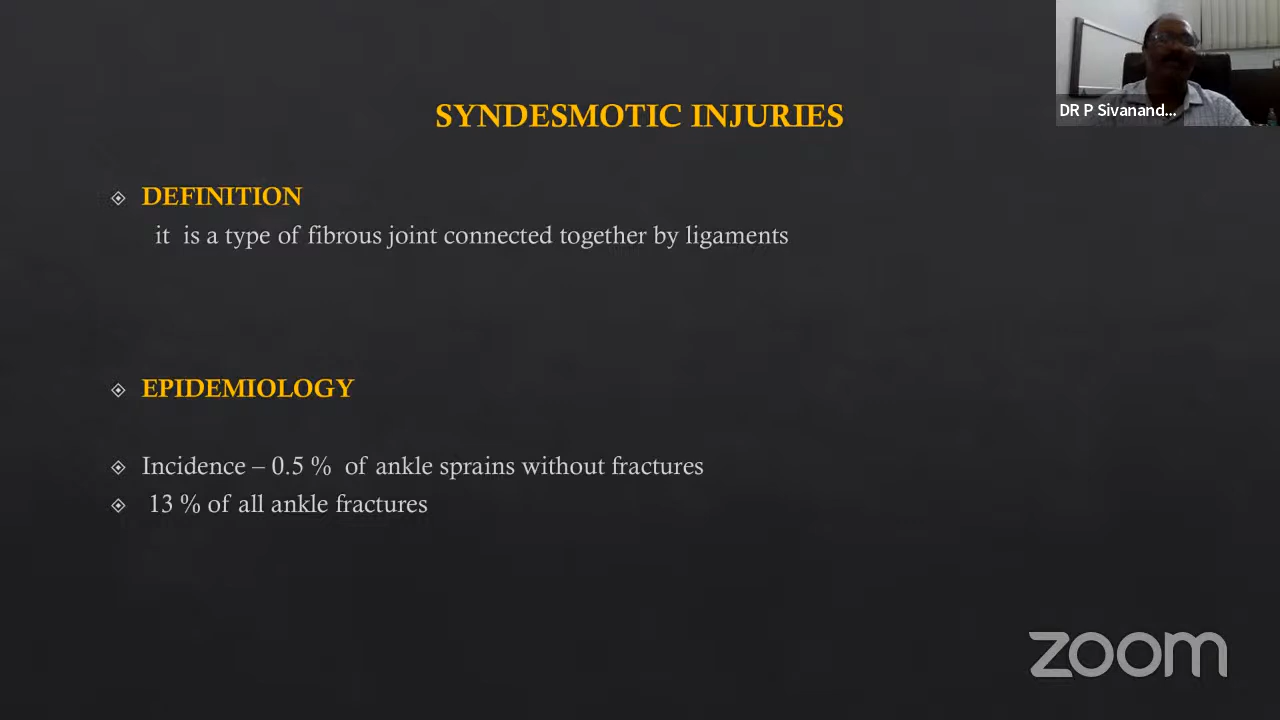 DR P Sivanand...
SYNDESMOTIC INJURIES
DEFINITION
it is a type of fibrous joint connected together by ligaments
EPIDEMIOLOGY
Incidence – 0.5 % of ankle sprains without fractures
13 % of all ankle fractures
zoom